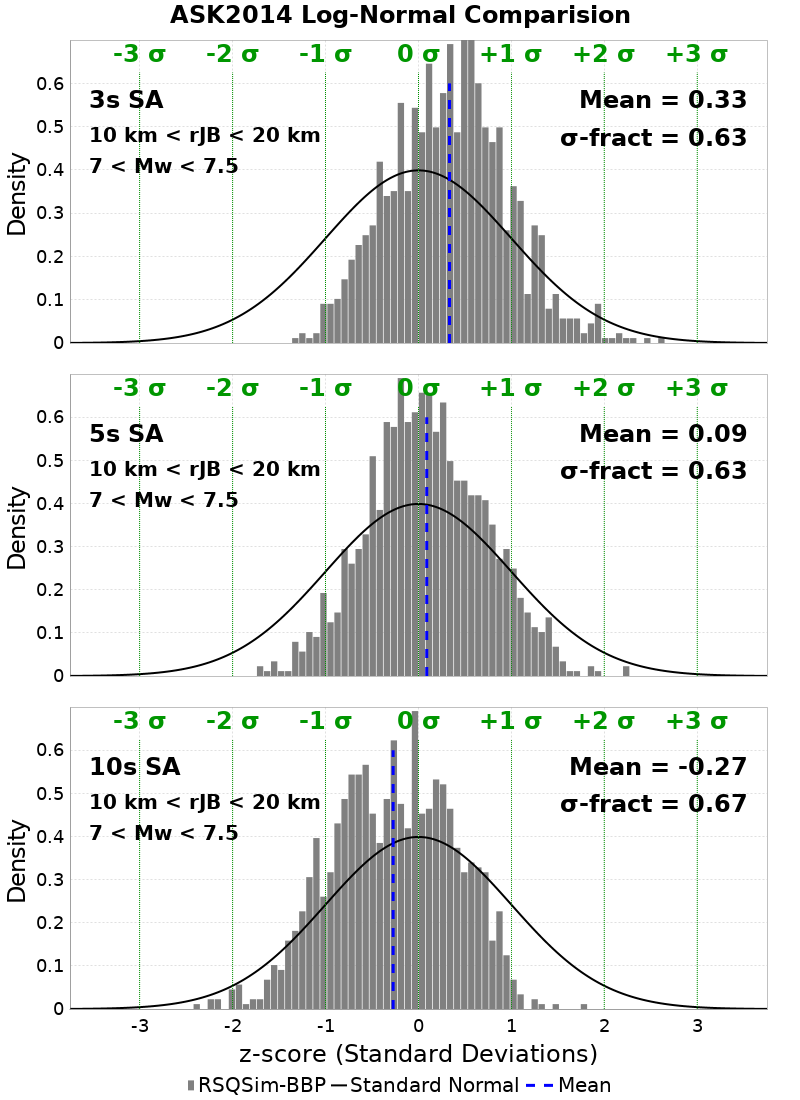 ASK2014 Log-Normal Comparision
-3 σ -2 σ -1 σ 0 σ +1 σ +2 σ +3 σ
3s SA
10 km < rJB < 20 km
7 < Mw < 7.5
Mean = 0.33
σ-fract = 0.63
Density
0.6
0.5
0.4
0.3
0.2
0.1
0
-3 σ -2 σ -1 σ 0 σ +1 σ +2 σ +3 σ
5s SA
10 km < rJB < 20 km
7 < Mw < 7.5
Mean = 0.09
σ-fract = 0.63
Density
0.6
0.5
0.4
0.3
0.2
0.1
0
-3 σ -2 σ -1 σ 0 σ +1 σ +2 σ +3 σ
10s SA
10 km < rJB < 20 km
7 < Mw < 7.5
Mean = -0.27
σ-fract = 0.67
Density
0.6
0.5
0.4
0.3
0.2
0.1
0
-3 -2 -1 0 1 2 3
z-score (Standard Deviations)
RSQSim-BBP Standard Normal Mean